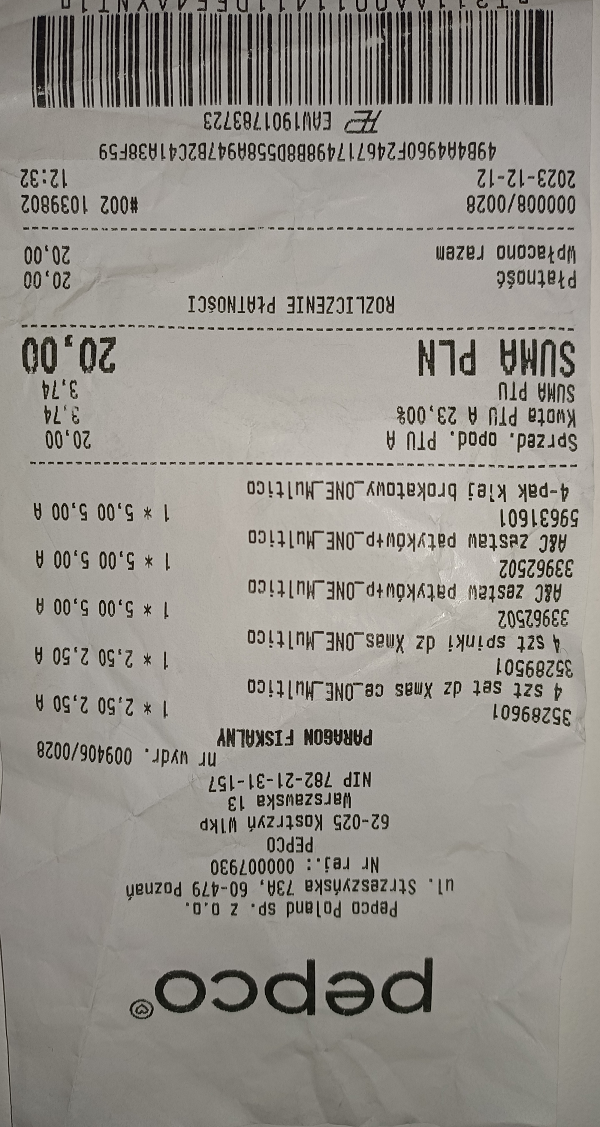 pepco
Pepco Poland sp. z o.o.
ul. Strzeszyńska 73A, 60-479 Poznań
Nr rej.: 000007930
PEPCO
62-025 Kostrzyń Wlkp
Warszawska 13
NIP 782-21-31-157
nr wydr. 009406/0028
PARAGON FISKALNY
35289601
4 szt set dz Xmas ce_ONE_Multico 1 * 2,50 2,50 A
35289501
4 szt spinki dz Xmas_ONE_Multico 1 * 2,50 2,50 A
33962502
A&C zestaw patyków+p_ONE_Multico 1 * 5,00 5,00 A
33962502
A&C zestaw patyków+p_ONE_Multico 1 * 5,00 5,00 A
59631601
4-pak klej brokatowy_ONE_Multico 1 * 5,00 5,00 A
Sprzed. opod. PTU A 20,00
Kwota PTU A 23,00% 3,74
SUMA PTU 3,74
SUMA PLN 20,00
ROZLICZENIE PŁATNOŚCI
Płatność 20,00
Wpłacono razem 20,00
000008/0028 #002 1039802
2023-12-12 12:32
49B4A4960F246717498B8D558A947B2C41A38F59
EAW1901783723